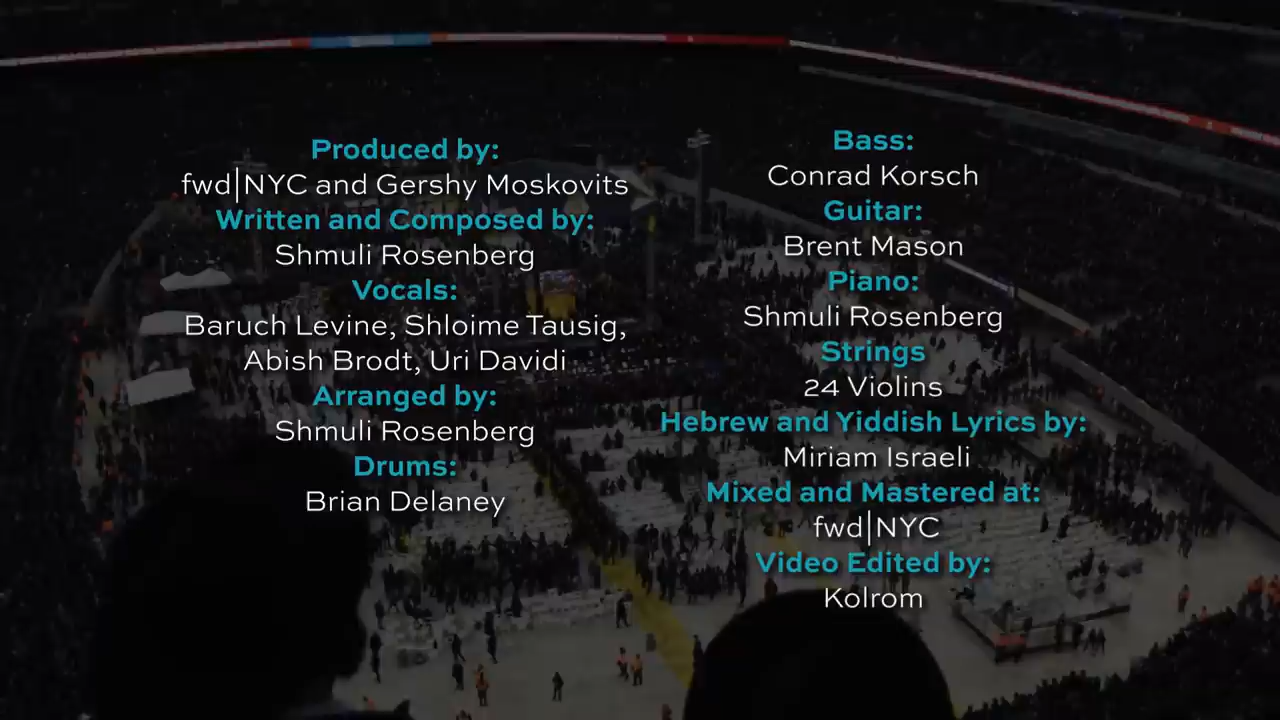 Produced by:
fwd|NYC and Gershy Moskovits
Written and Composed by:
Shmuli Rosenberg
Vocals:
Baruch Levine, Shloime Tausig,
Abish Brodt, Uri Davidi
Arranged by:
Shmuli Rosenberg
Drums:
Brian Delaney
Bass:
Conrad Korsch
Guitar:
Brent Mason
Piano:
Shmuli Rosenberg
Strings
24 Violins
Hebrew and Yiddish Lyrics by:
Miriam Israeli
Mixed and Mastered at:
fwd|NYC
Video Edited by:
Kolrom